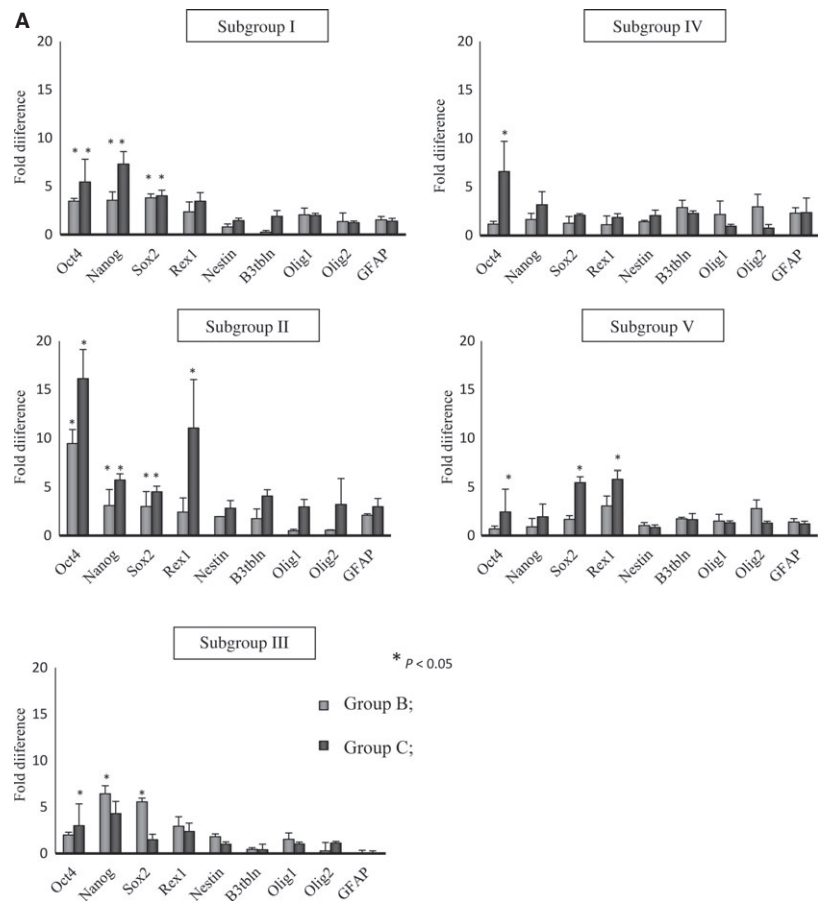 A
Subgroup I
Fold diifference
20
15
10
5
0
* *
* *
* *
Oct4 Nanog Sox2 Rex1 Nestin B3tbln Olig1 Olig2 GFAP
Subgroup IV
Fold diifference
20
15
10
5
0
*
Oct4 Nanog Sox2 Rex1 Nestin B3tbln Olig1 Olig2 GFAP
Subgroup II
Fold diifference
20
15
10
5
0
* *
* *
* *
*
Oct4 Nanog Sox2 Rex1 Nestin B3tbln Olig1 Olig2 GFAP
Subgroup V
Fold diifference
20
15
10
5
0
*
*
*
Oct4 Nanog Sox2 Rex1 Nestin B3tbln Olig1 Olig2 GFAP
Subgroup III
Fold difference
20
15
10
5
0
*
*
*
Oct4 Nanog Sox2 Rex1 Nestin B3tbln Olig1 Olig2 GFAP
* P < 0.05
Group B;
Group C;